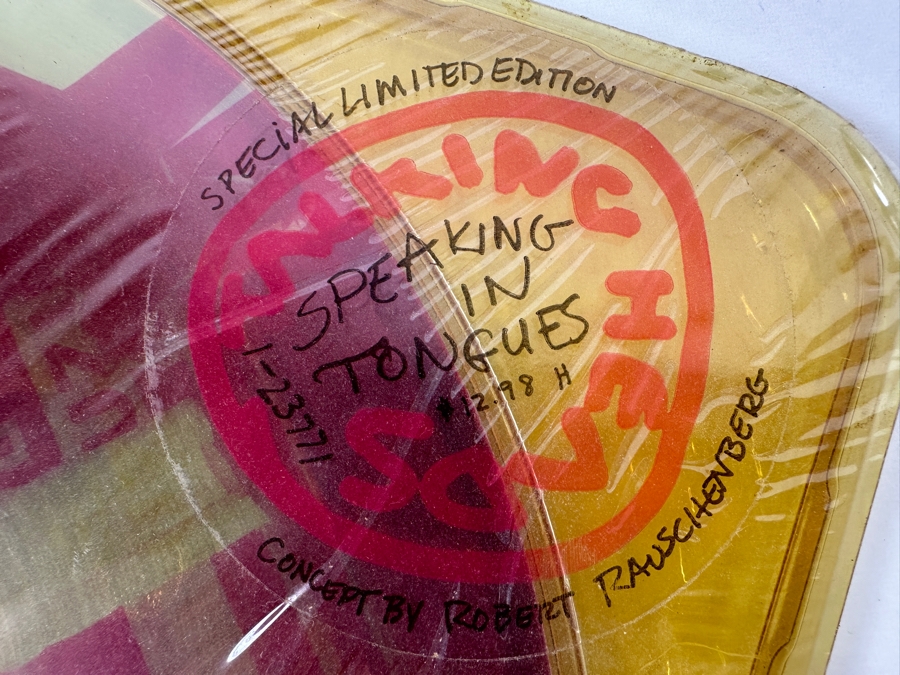 SPECIAL LIMITED EDITION
TALKING HEADS
SPEAKING
IN
TONGUES
1-23771
$12.98 H
CONCEPT BY ROBERT RAUSCHENBERG